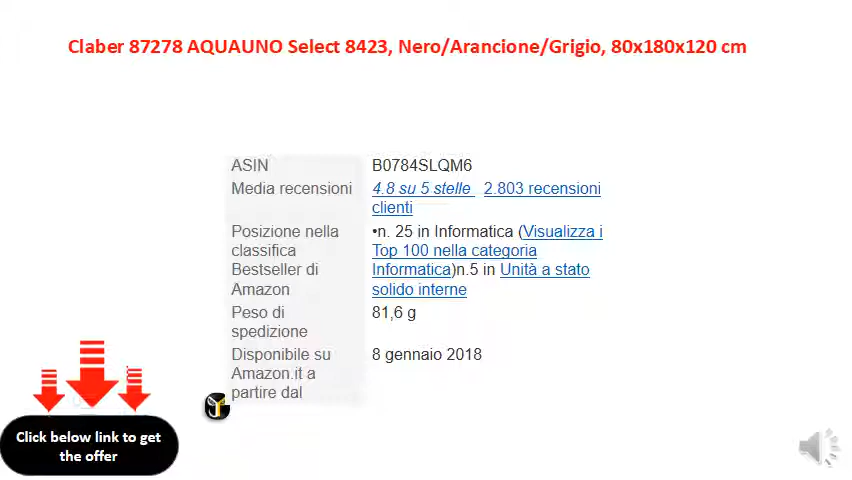 Claber 87278 AQUAUNO Select 8423, Nero/Arancione/Grigio, 80x180x120 cm
ASIN B0784SLQM6
Media recensioni 4.8 su 5 stelle 2.803 recensioni
clienti
Posizione nella •n. 25 in Informatica (Visualizza i
classifica Top 100 nella categoria
Bestseller di Informatica)n.5 in Unità a stato
Amazon solido interne
Peso di 81,6 g
spedizione
Disponibile su 8 gennaio 2018
Amazon.it a
partire dal
Click below link to get
the offer